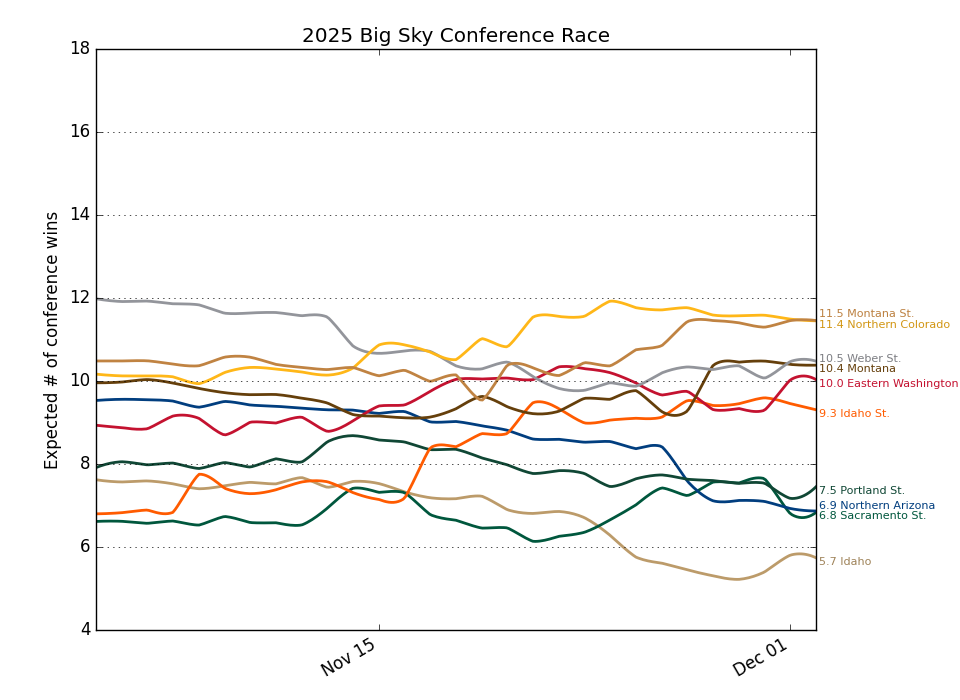 2025 Big Sky Conference Race
Expected # of conference wins
18
16
14
12
10
8
6
4
Nov 15
Dec 01
11.5 Montana St.
11.4 Northern Colorado
10.5 Weber St.
10.4 Montana
10.0 Eastern Washington
9.3 Idaho St.
7.5 Portland St.
6.9 Northern Arizona
6.8 Sacramento St.
5.7 Idaho